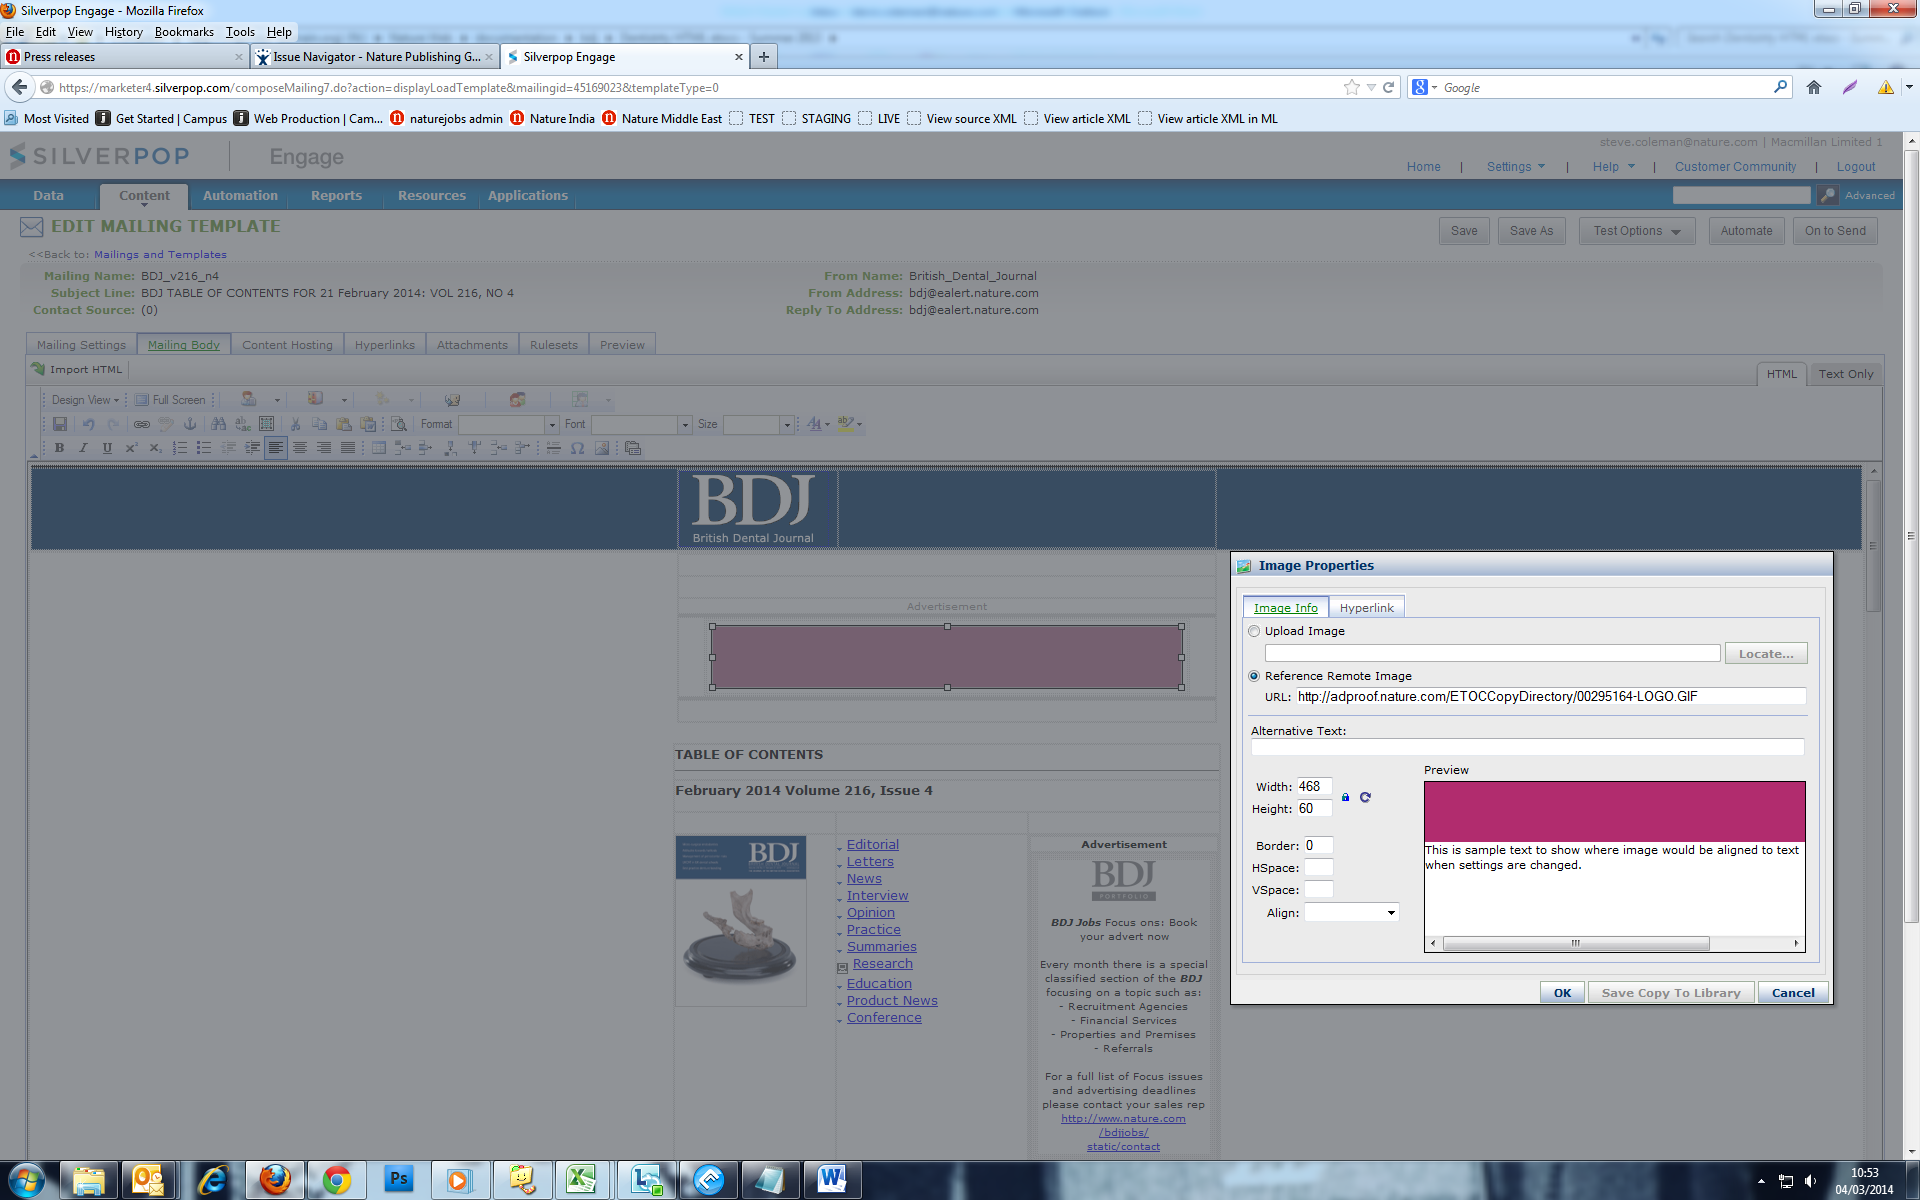 Silverpop Engage - Mozilla Firefox
File Edit View History Bookmarks Tools Help
Press releases
Issue Navigator - Nature Publishing G...
Silverpop Engage
https://marketer4.silverpop.com/composeMailing7.do?action=displayLoadTemplate&mailingid=45169023&templateType=0
Google
Most Visited Get Started | Campus Web Production | Cam... naturejobs admin Nature India Nature Middle East TEST STAGING LIVE View source XML View article XML View article XML in ML
SILVERPOP Engage
steve.coleman@nature.com | Macmillan Limited 1
Home | Settings | Help | Customer Community | Logout
Data Content Automation Reports Resources Applications
Advanced
EDIT MAILING TEMPLATE
Save Save As Test Options Automate On to Send
<<Back to: Mailings and Templates
Mailing Name: BDJ_v216_n4
From Name: British_Dental_Journal
Subject Line: BDJ TABLE OF CONTENTS FOR 21 February 2014: VOL 216, NO 4
From Address: bdj@ealert.nature.com
Contact Source: (0)
Reply To Address: bdj@ealert.nature.com
Mailing Settings Mailing Body Content Hosting Hyperlinks Attachments Rulesets Preview
Import HTML
HTML Text Only
Design View Full Screen
Format Font Size
B I U
BDJ
British Dental Journal
Advertisement
TABLE OF CONTENTS
February 2014 Volume 216, Issue 4
BDJ
Editorial
Letters
News
Interview
Opinion
Practice
Summaries
Research
Education
Product News
Conference
Advertisement
BDJ
PORTFOLIO
BDJ Jobs Focus ons: Book
your advert now
Every month there is a special
classified section of the BDJ
focusing on a topic such as:
- Recruitment Agencies
- Financial Services
- Properties and Premises
- Referrals
For a full list of Focus issues
and advertising deadlines
please contact your sales rep
http://www.nature.com
/bdjjobs/
static/contact
Image Properties
Image Info Hyperlink
Upload Image
Locate...
Reference Remote Image
URL: http://adproof.nature.com/ETOCCopyDirectory/00295164-LOGO.GIF
Alternative Text:
Preview
Width: 468
Height: 60
Border: 0
HSpace:
VSpace:
Align:
This is sample text to show where image would be aligned to text
when settings are changed.
OK Save Copy To Library Cancel
Ps
10:53
04/03/2014